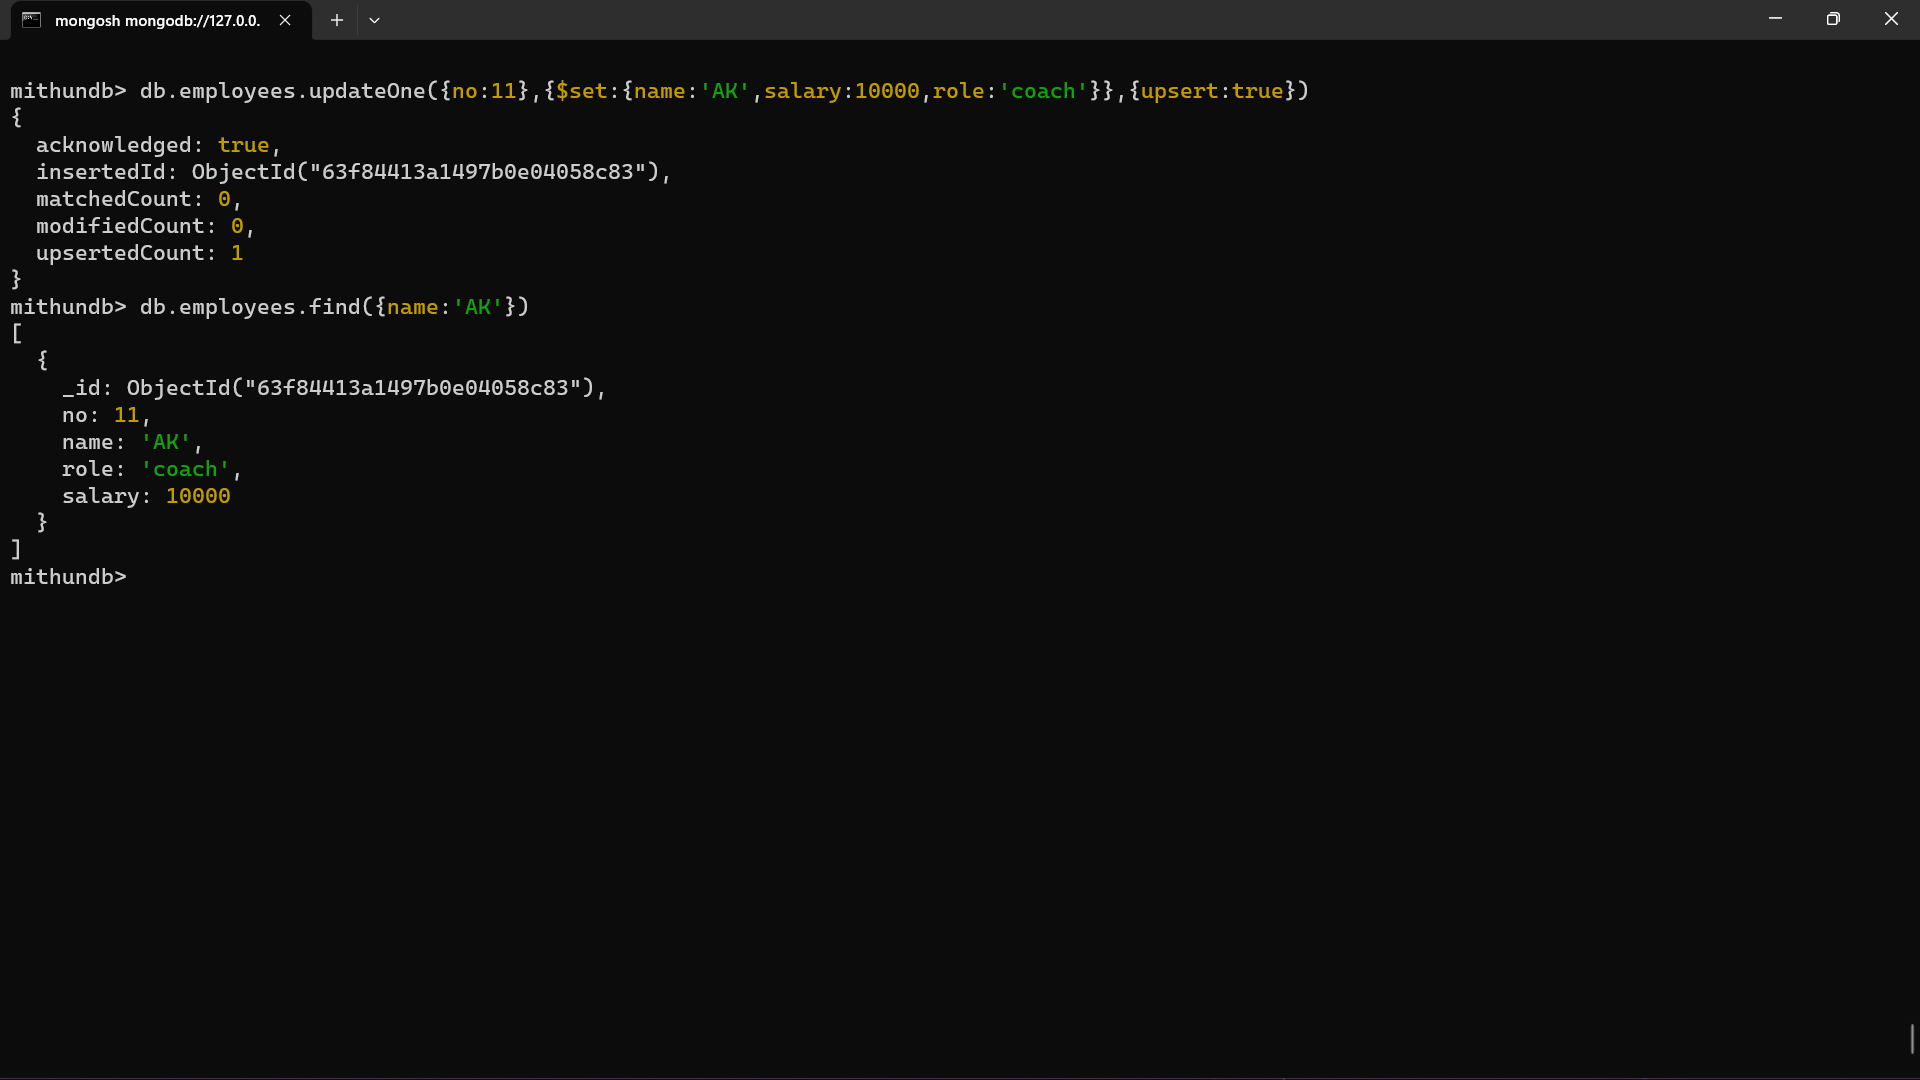 mongosh mongodb://127.0.0.
mithundb> db.employees.updateOne({no:11},{$set:{name:'AK',salary:10000,role:'coach'}},{upsert:true})
{
  acknowledged: true,
  insertedId: ObjectId("63f84413a1497b0e04058c83"),
  matchedCount: 0,
  modifiedCount: 0,
  upsertedCount: 1
}
mithundb> db.employees.find({name:'AK'})
[
  {
    _id: ObjectId("63f84413a1497b0e04058c83"),
    no: 11,
    name: 'AK',
    role: 'coach',
    salary: 10000
  }
]
mithundb>